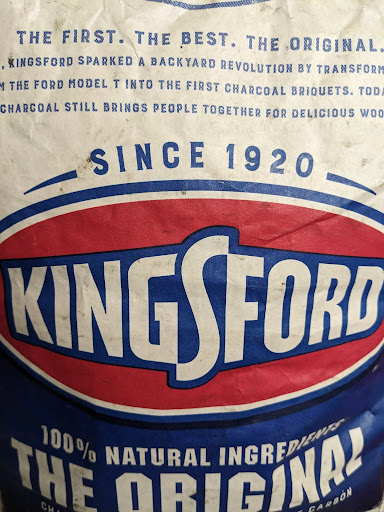 THE FIRST. THE BEST. THE ORIGINAL.
, KINGSFORD SPARKED A BACKYARD REVOLUTION BY TRANSFORM
M THE FORD MODEL T INTO THE FIRST CHARCOAL BRIQUETS. TODA
CHARCOAL STILL BRINGS PEOPLE TOGETHER FOR DELICIOUS WOO
SINCE 1920
KINGSFORD
100% NATURAL INGREDIENTS
THE ORIGINAL
CARBÓN